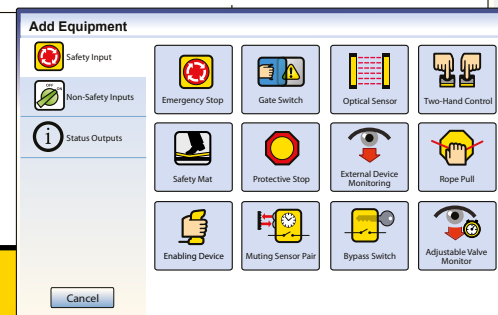 Add Equipment
Safety Input
OFF ON
Non-Safety Inputs
i
Status Outputs
Emergency Stop
Gate Switch
Optical Sensor
Two-Hand Control
Safety Mat
Protective Stop
External Device
Monitoring
Rope Pull
Enabling Device
Muting Sensor Pair
Bypass Switch
Adjustable Valve
Monitor
Cancel